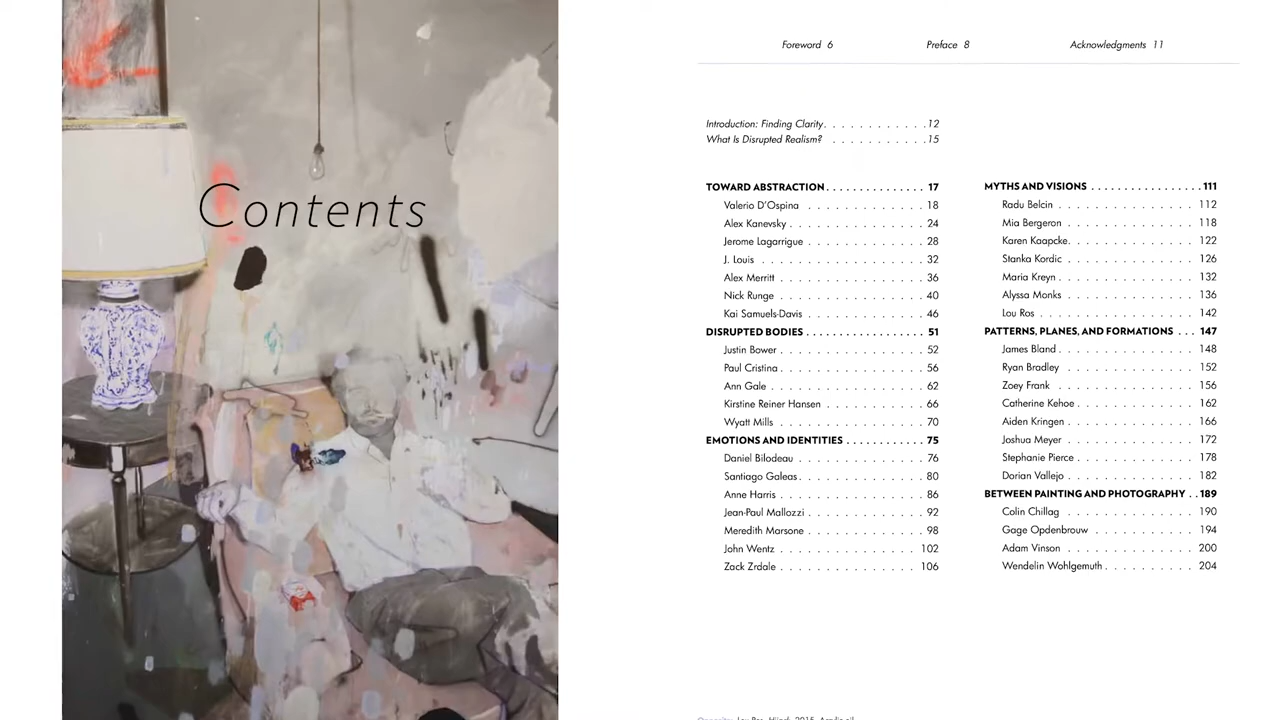 Contents
Foreword 6
Preface 8
Acknowledgments 11
Introduction: Finding Clarity. . . . . . . . . . . .12
What Is Disrupted Realism? . . . . . . . . . . .15
TOWARD ABSTRACTION. . . . . . . . . . . . . . . 17
Valerio D'Ospina . . . . . . . . . . . . 18
Alex Kanevsky . . . . . . . . . . . . . 24
Jerome Lagarrigue . . . . . . . . . . . 28
J. Louis . . . . . . . . . . . . . . . . 32
Alex Merritt . . . . . . . . . . . . . . 36
Nick Runge . . . . . . . . . . . . . . 40
Kai Samuels-Davis . . . . . . . . . . . 46
DISRUPTED BODIES . . . . . . . . . . . . . . . . . . 51
Justin Bower . . . . . . . . . . . . . . 52
Paul Cristina . . . . . . . . . . . . . . 56
Ann Gale . . . . . . . . . . . . . . . 62
Kirstine Reiner Hansen . . . . . . . . . 66
Wyatt Mills . . . . . . . . . . . . . . 70
EMOTIONS AND IDENTITIES . . . . . . . . . . . . 75
Daniel Bilodeau . . . . . . . . . . . . 76
Santiago Galeas . . . . . . . . . . . . 80
Anne Harris . . . . . . . . . . . . . . 86
Jean-Paul Mallozzi . . . . . . . . . . . 92
Meredith Marsone . . . . . . . . . . . 98
John Wentz . . . . . . . . . . . . . 102
Zack Zrdale . . . . . . . . . . . . . 106
MYTHS AND VISIONS . . . . . . . . . . . . . . . . .111
Radu Belcin . . . . . . . . . . . . . 112
Mia Bergeron . . . . . . . . . . . . 118
Karen Kaapcke. . . . . . . . . . . . 122
Stanka Kordic . . . . . . . . . . . . 126
Maria Kreyn . . . . . . . . . . . . . 132
Alyssa Monks . . . . . . . . . . . . 136
Lou Ros . . . . . . . . . . . . . . . 142
PATTERNS, PLANES, AND FORMATIONS . . . 147
James Bland . . . . . . . . . . . . . 148
Ryan Bradley . . . . . . . . . . . . 152
Zoey Frank . . . . . . . . . . . . . 156
Catherine Kehoe . . . . . . . . . . . 162
Aiden Kringen . . . . . . . . . . . . 166
Joshua Meyer . . . . . . . . . . . . 172
Stephanie Pierce . . . . . . . . . . . 178
Dorian Vallejo . . . . . . . . . . . . 182
BETWEEN PAINTING AND PHOTOGRAPHY . . 189
Colin Chillag . . . . . . . . . . . . . 190
Gage Opdenbrouw . . . . . . . . . . 194
Adam Vinson . . . . . . . . . . . . 200
Wendelin Wohlgemuth . . . . . . . . . 204